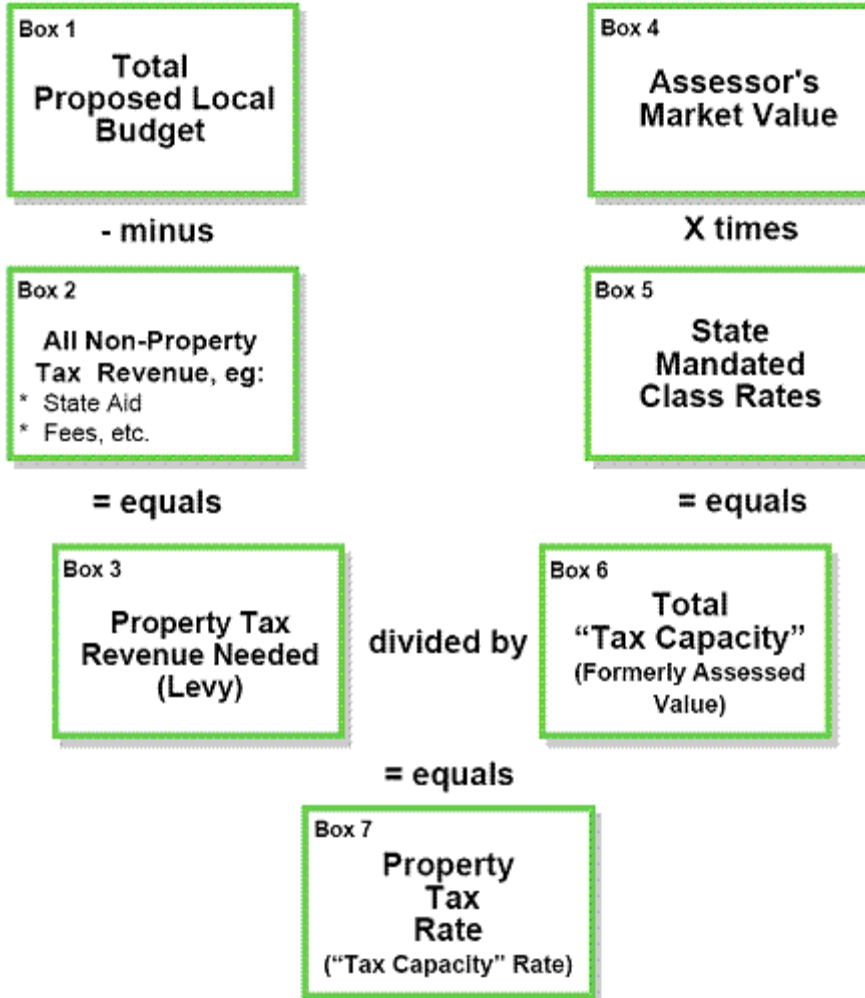 Box 1
Total
Proposed Local
Budget
- minus
Box 2
All Non-Property
Tax Revenue, eg:
* State Aid
* Fees, etc.
= equals
Box 3
Property Tax
Revenue Needed
(Levy)
divided by
Box 4
Assessor's
Market Value
X times
Box 5
State
Mandated
Class Rates
= equals
Box 6
Total
“Tax Capacity”
(Formerly Assessed
Value)
= equals
Box 7
Property
Tax
Rate
(“Tax Capacity” Rate)